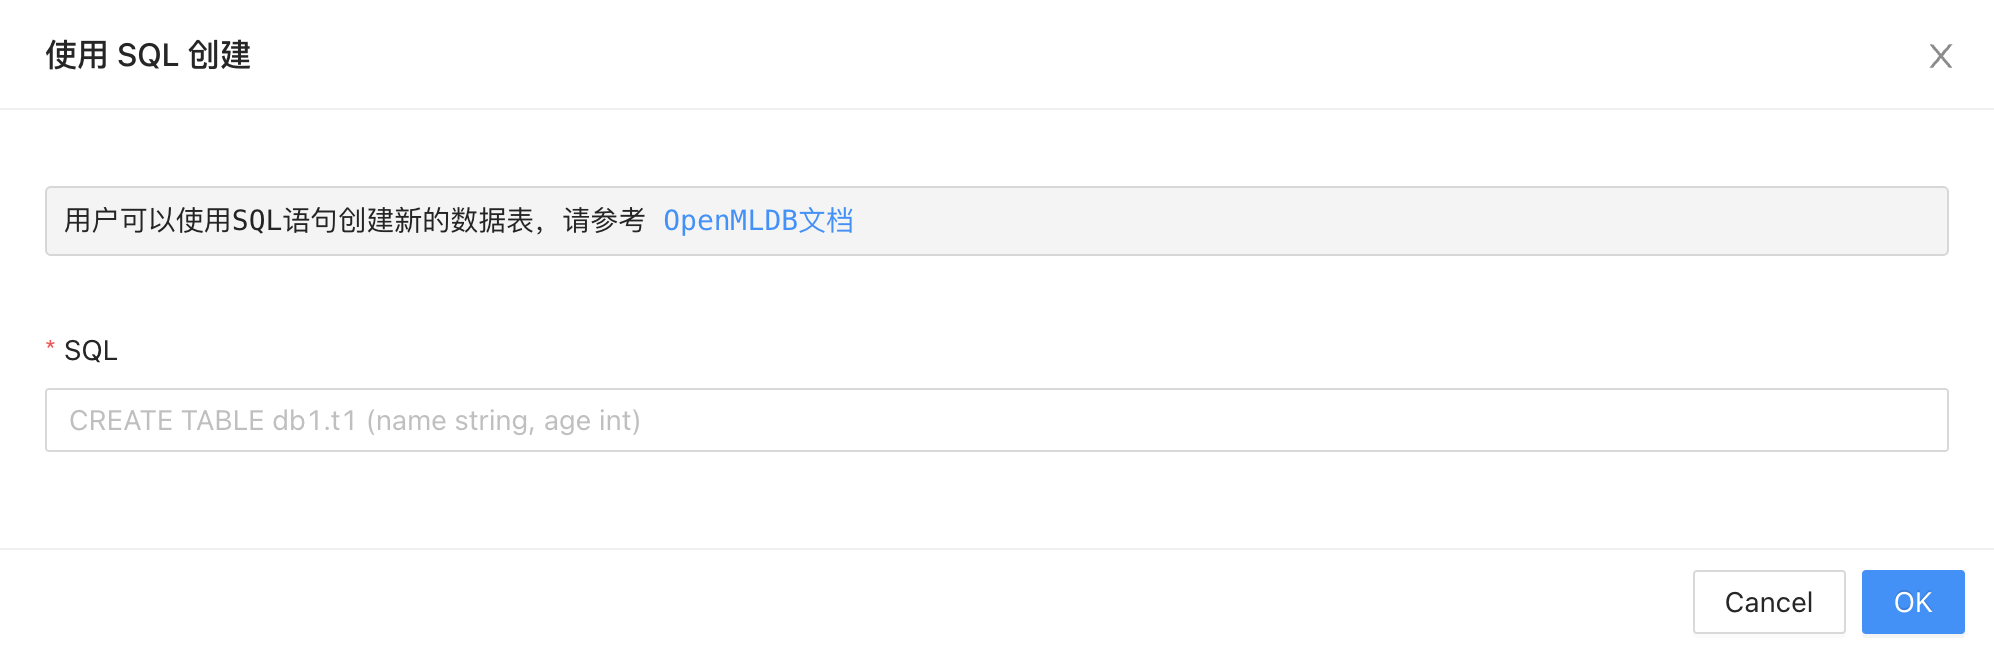 使用 SQL 创建
用户可以使用SQL语句创建新的数据表，请参考 OpenMLDB文档
* SQL
CREATE TABLE db1.t1 (name string, age int)
Cancel OK